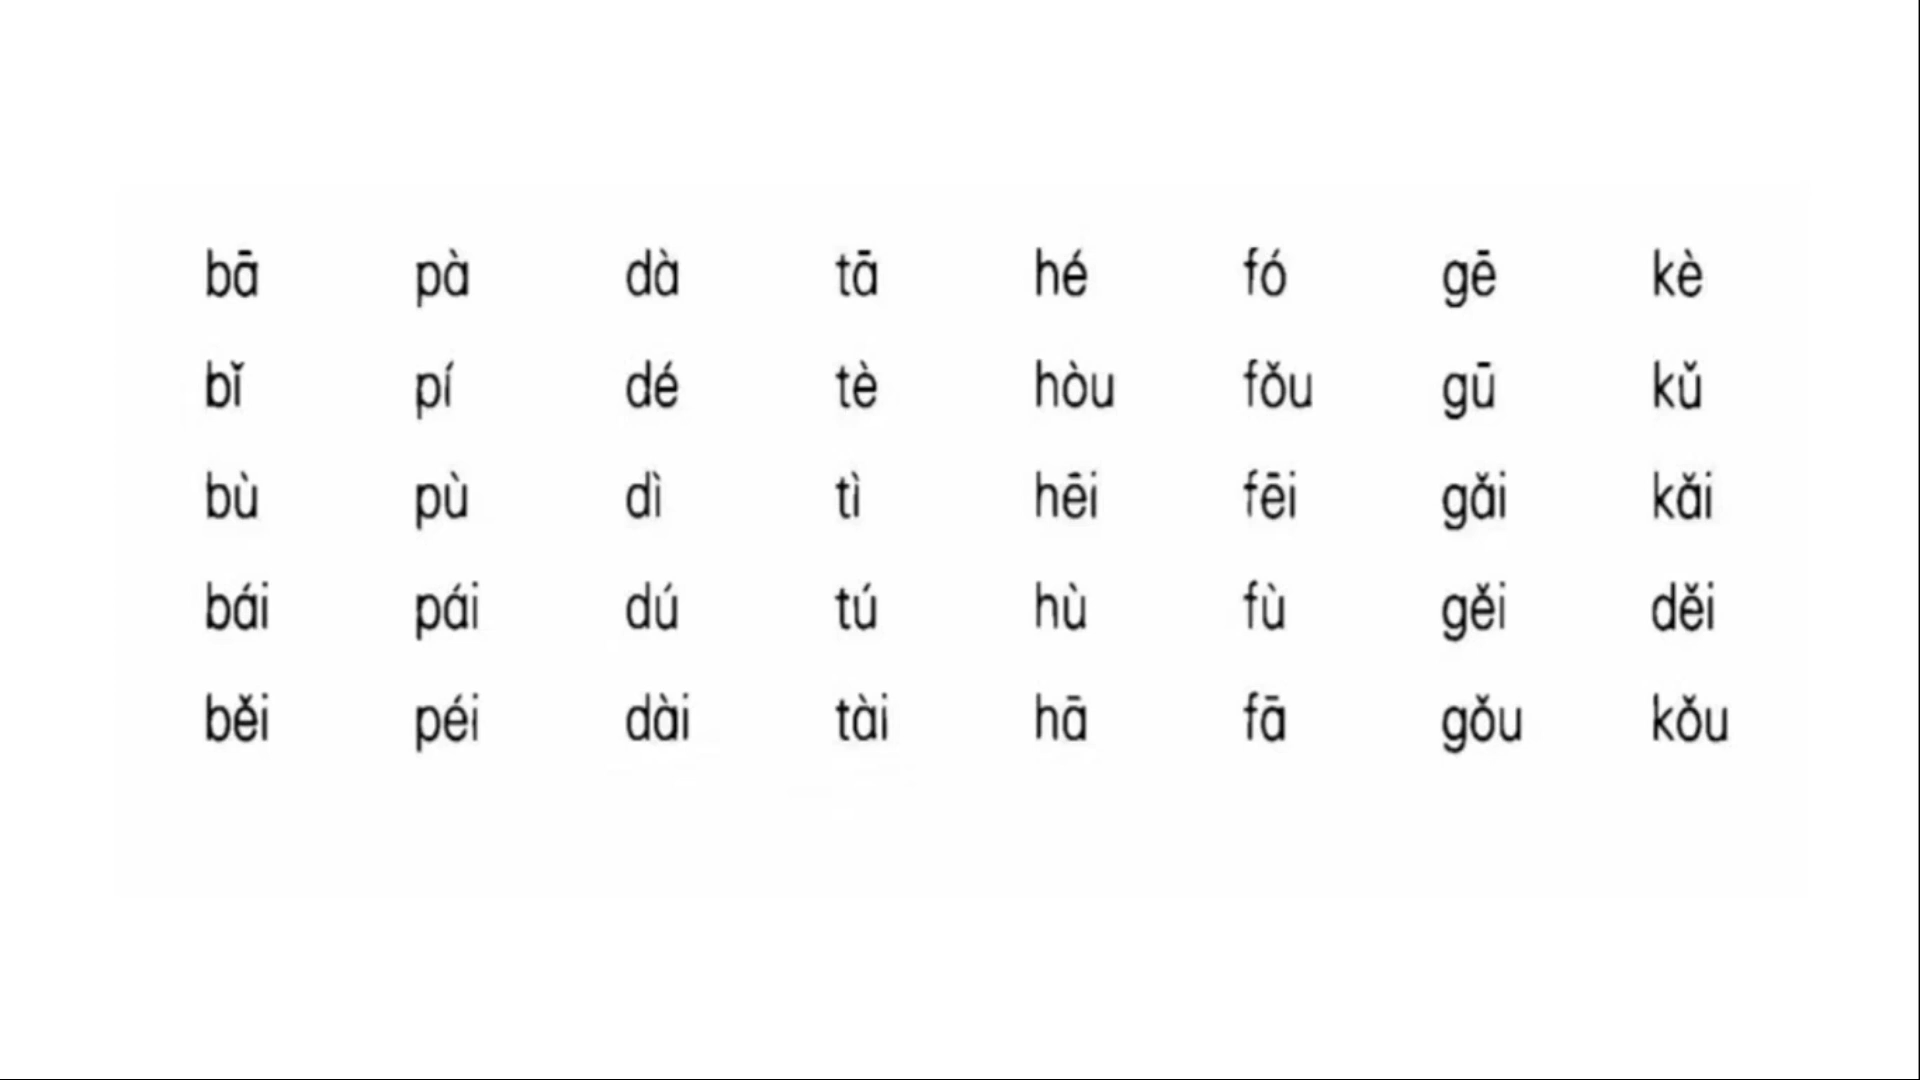 bā pà dà tā hé fó gē kè
bǐ pí dé tè hòu fǒu gū kǔ
bù pù dì tì hēi fēi gǎi kǎi
bái pái dú tú hù fù gěi děi
běi péi dài tài hā fā gǒu kǒu